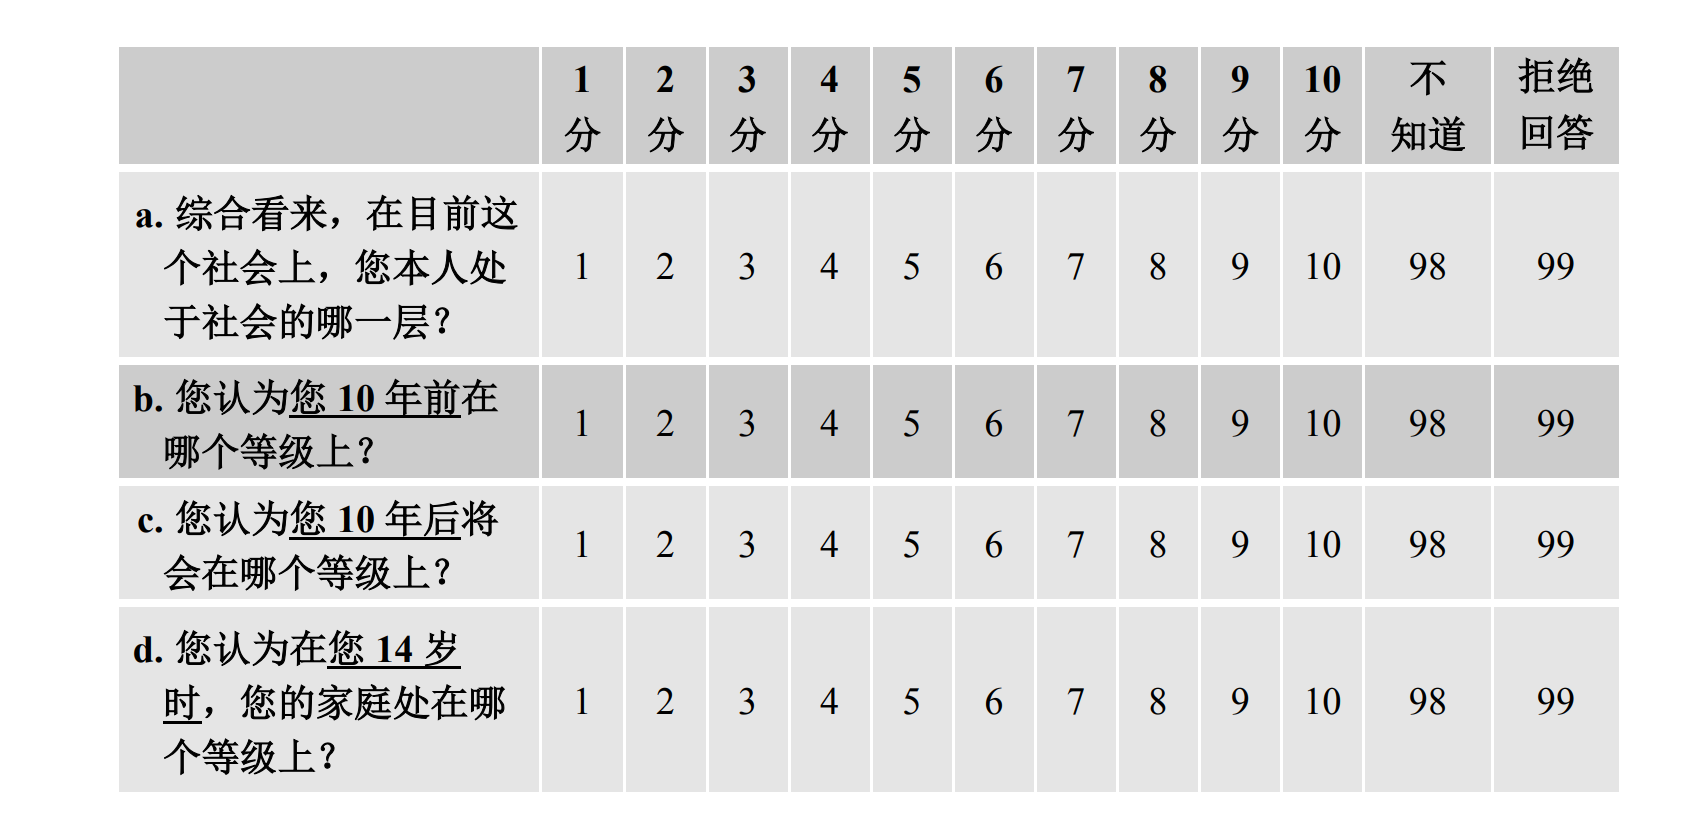 1分 2分 3分 4分 5分 6分 7分 8分 9分 10分 不知道 拒绝回答
a. 综合看来，在目前这
个社会上，您本人处
于社会的哪一层？
1 2 3 4 5 6 7 8 9 10 98 99
b. 您认为您 10 年前在
哪个等级上？
1 2 3 4 5 6 7 8 9 10 98 99
c. 您认为您 10 年后将
会在哪个等级上？
1 2 3 4 5 6 7 8 9 10 98 99
d. 您认为在您 14 岁
时，您的家庭处在哪
个等级上？
1 2 3 4 5 6 7 8 9 10 98 99